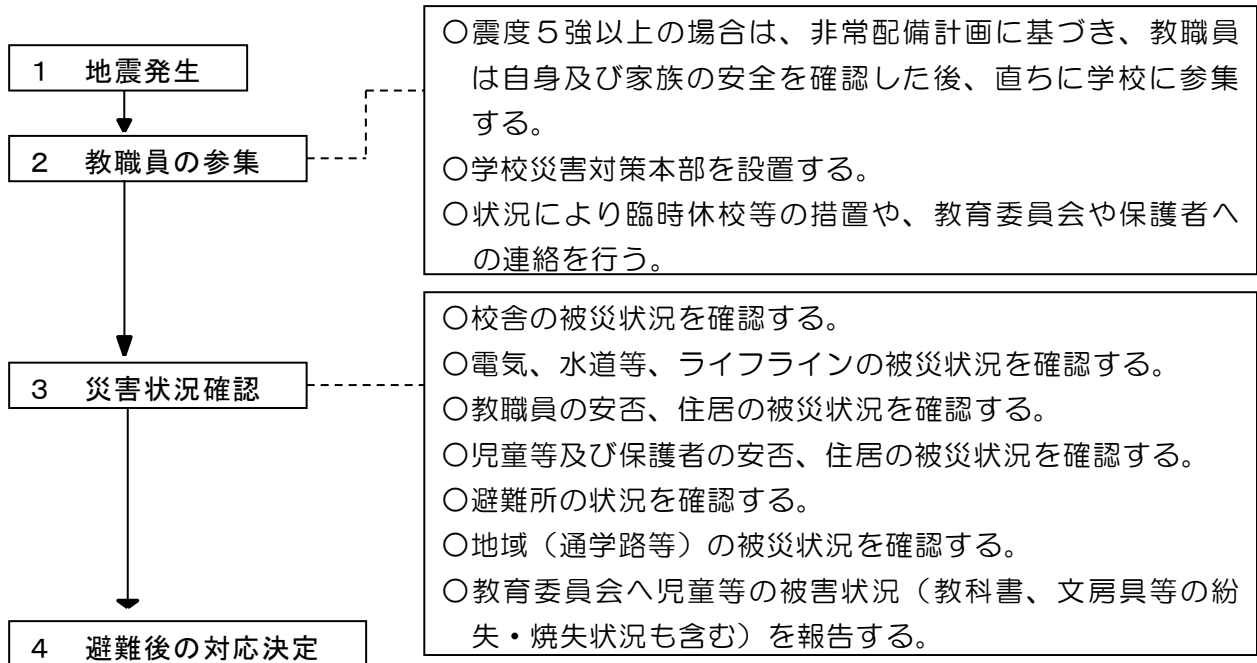 1　地震発生
2　教職員の参集
○震度５強以上の場合は、非常配備計画に基づき、教職員
は自身及び家族の安全を確認した後、直ちに学校に参集
する。
○学校災害対策本部を設置する。
○状況により臨時休校等の措置や、教育委員会や保護者へ
の連絡を行う。
3　災害状況確認
○校舎の被災状況を確認する。
○電気、水道等、ライフラインの被災状況を確認する。
○教職員の安否、住居の被災状況を確認する。
○児童等及び保護者の安否、住居の被災状況を確認する。
○避難所の状況を確認する。
○地域（通学路等）の被災状況を確認する。
○教育委員会へ児童等の被害状況（教科書、文房具等の紛
失・焼失状況も含む）を報告する。
4　避難後の対応決定